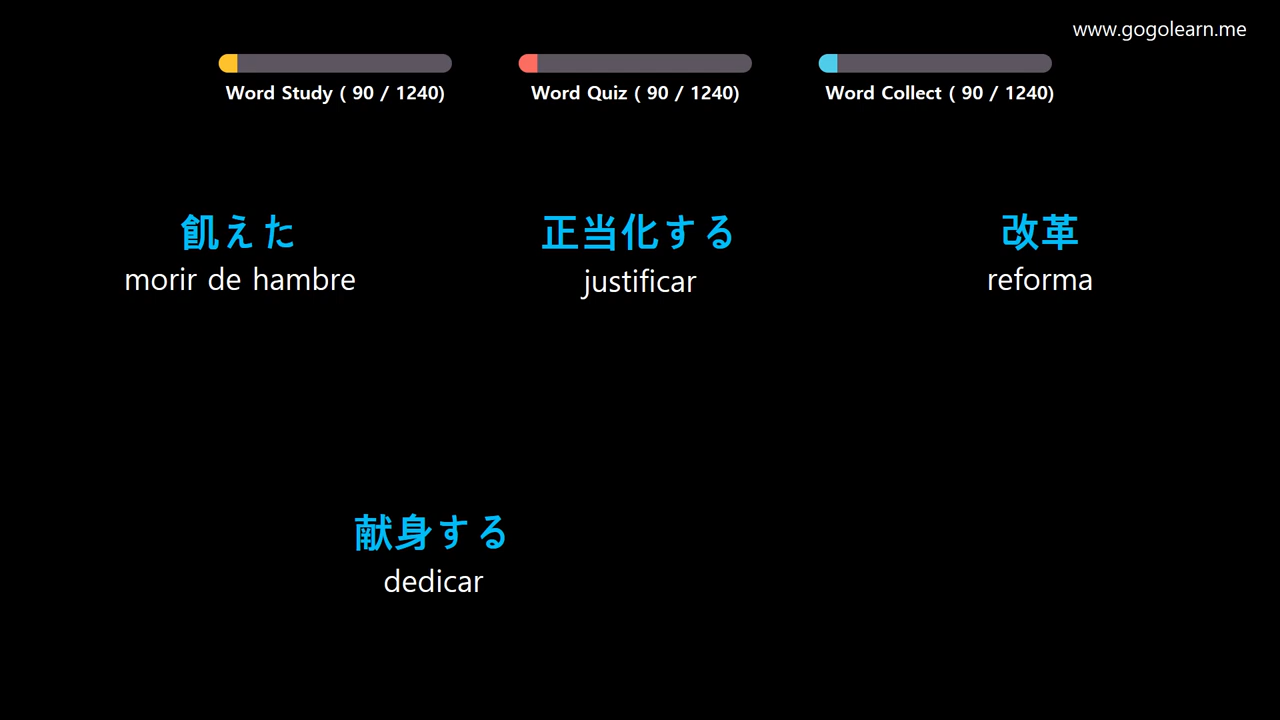 www.gogolearn.me
Word Study ( 90 / 1240)
Word Quiz ( 90 / 1240)
Word Collect ( 90 / 1240)
飢えた
morir de hambre
正当化する
justificar
改革
reforma
献身する
dedicar